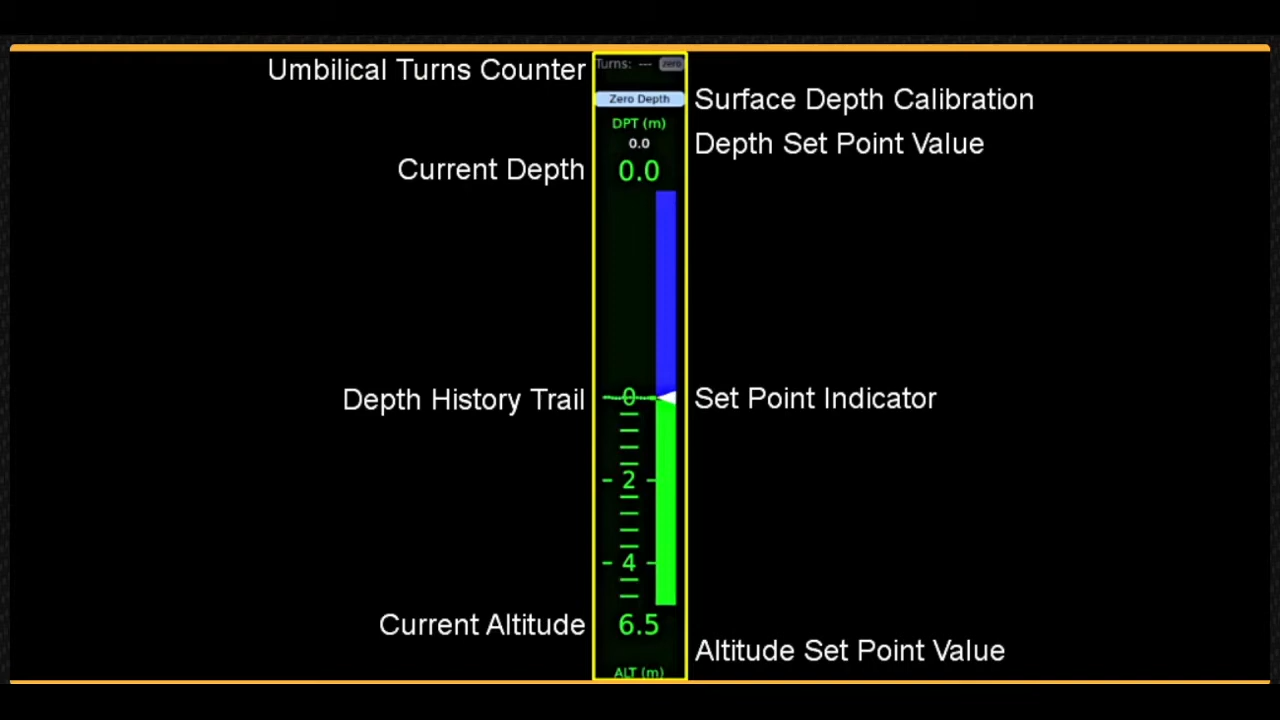 Umbilical Turns Counter
Turns: --- zero
Zero Depth
Surface Depth Calibration
DPT (m)
0.0
Depth Set Point Value
Current Depth
0.0
Depth History Trail
0
Set Point Indicator
2
4
Current Altitude
6.5
Altitude Set Point Value
ALT (m)